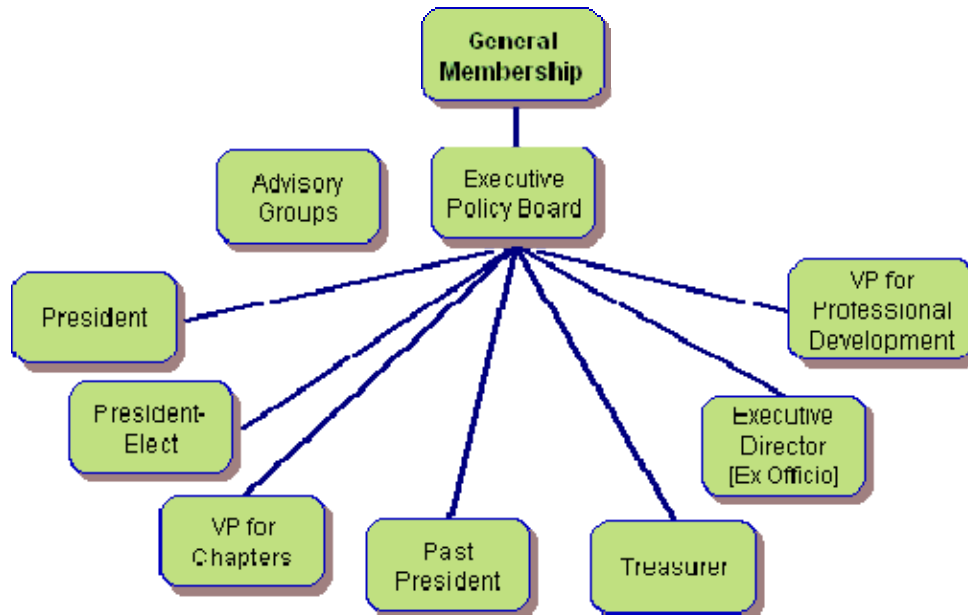 General
Membership
Advisory
Groups
Executive
Policy Board
President
VP for
Professional
Development
President-
Elect
Executive
Director
[Ex Officio]
VP for
Chapters
Past
President
Treasurer